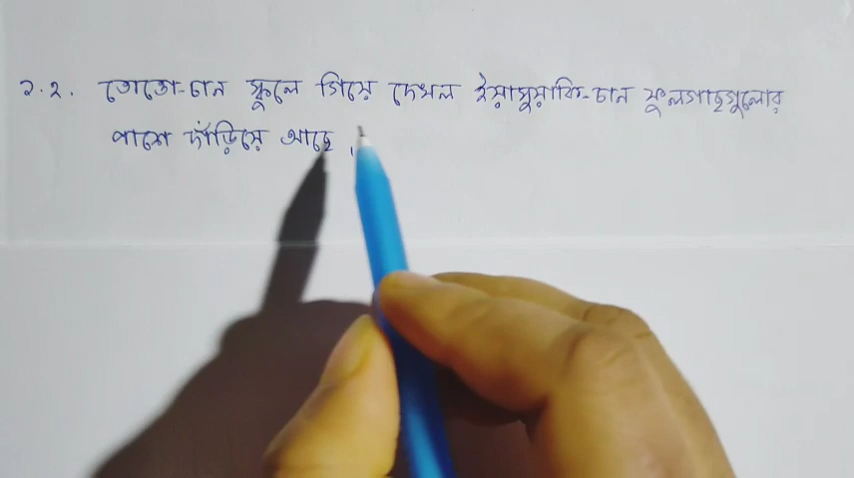 ২.২. তোত্তো-চান স্কুলে গিয়ে দেখল ইয়াসুয়াকি-চান ফুলগাছগুলোর
পাশে দাঁড়িয়ে আছে ।